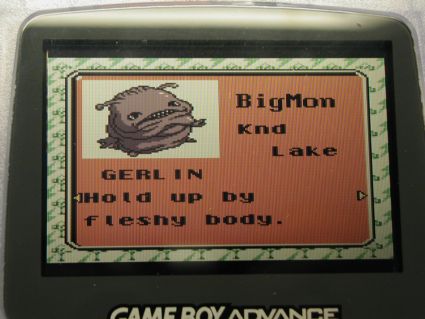 BigMon
Knd
Lake
GERLIN
Hold up by
fleshy body.
GAME BOY ADVANCE